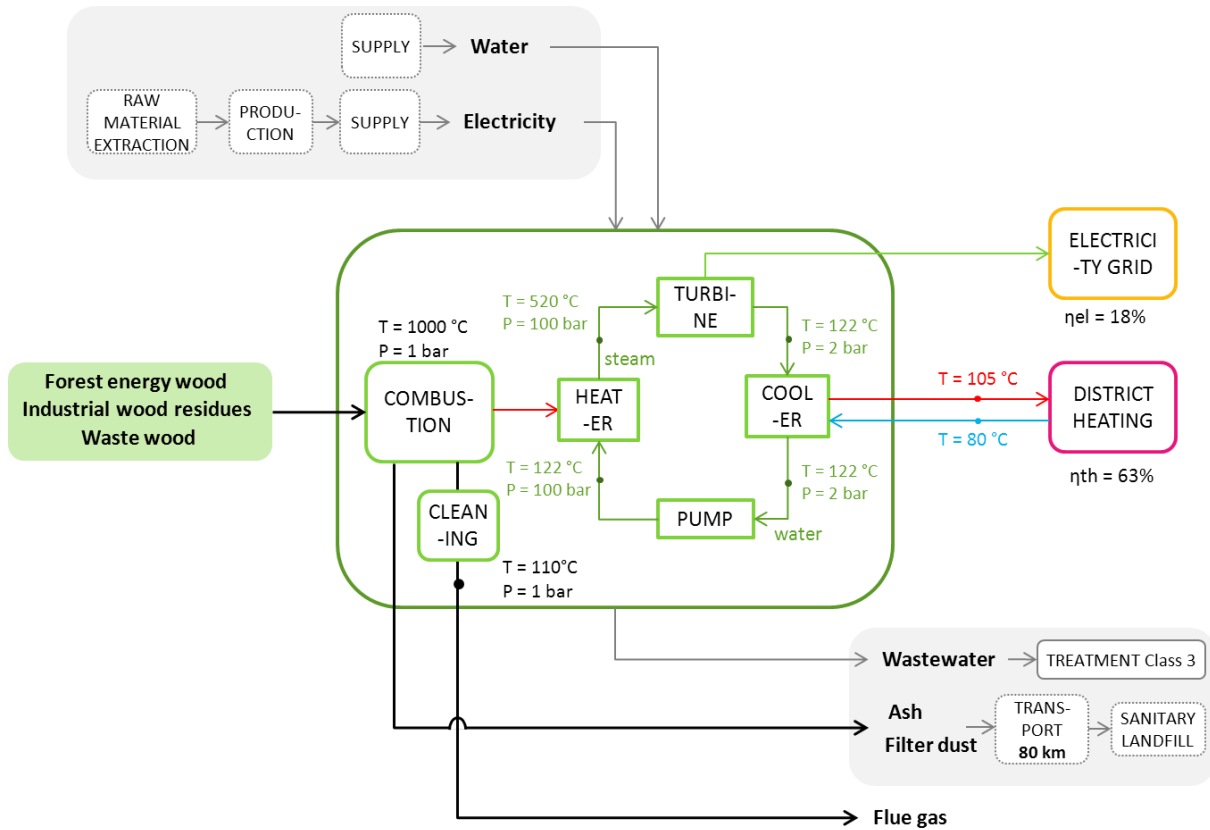 SUPPLY
Water
RAW
MATERIAL
EXTRACTION
PRODU-
CTION
SUPPLY
Electricity
ELECTRICI
-TY GRID
ηel = 18%
TURBI-
NE
T = 520 °C
P = 100 bar
steam
T = 122 °C
P = 2 bar
T = 1000 °C
P = 1 bar
Forest energy wood
Industrial wood residues
Waste wood
COMBUS-
TION
HEAT
-ER
COOL
-ER
T = 105 °C
T = 80 °C
DISTRICT
HEATING
ηth = 63%
T = 122 °C
P = 100 bar
T = 122 °C
P = 2 bar
CLEAN
-ING
PUMP
water
T = 110°C
P = 1 bar
Wastewater
TREATMENT Class 3
Ash
Filter dust
TRANS-
PORT
80 km
SANITARY
LANDFILL
Flue gas